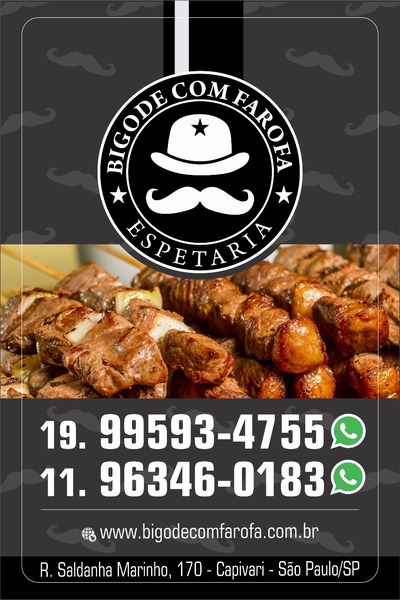 BIGODE COM FAROFA
ESPETARIA
19. 99593-4755
11. 96346-0183
www.bigodecomfarofa.com.br
R. Saldanha Marinho, 170 - Capivari - São Paulo/SP